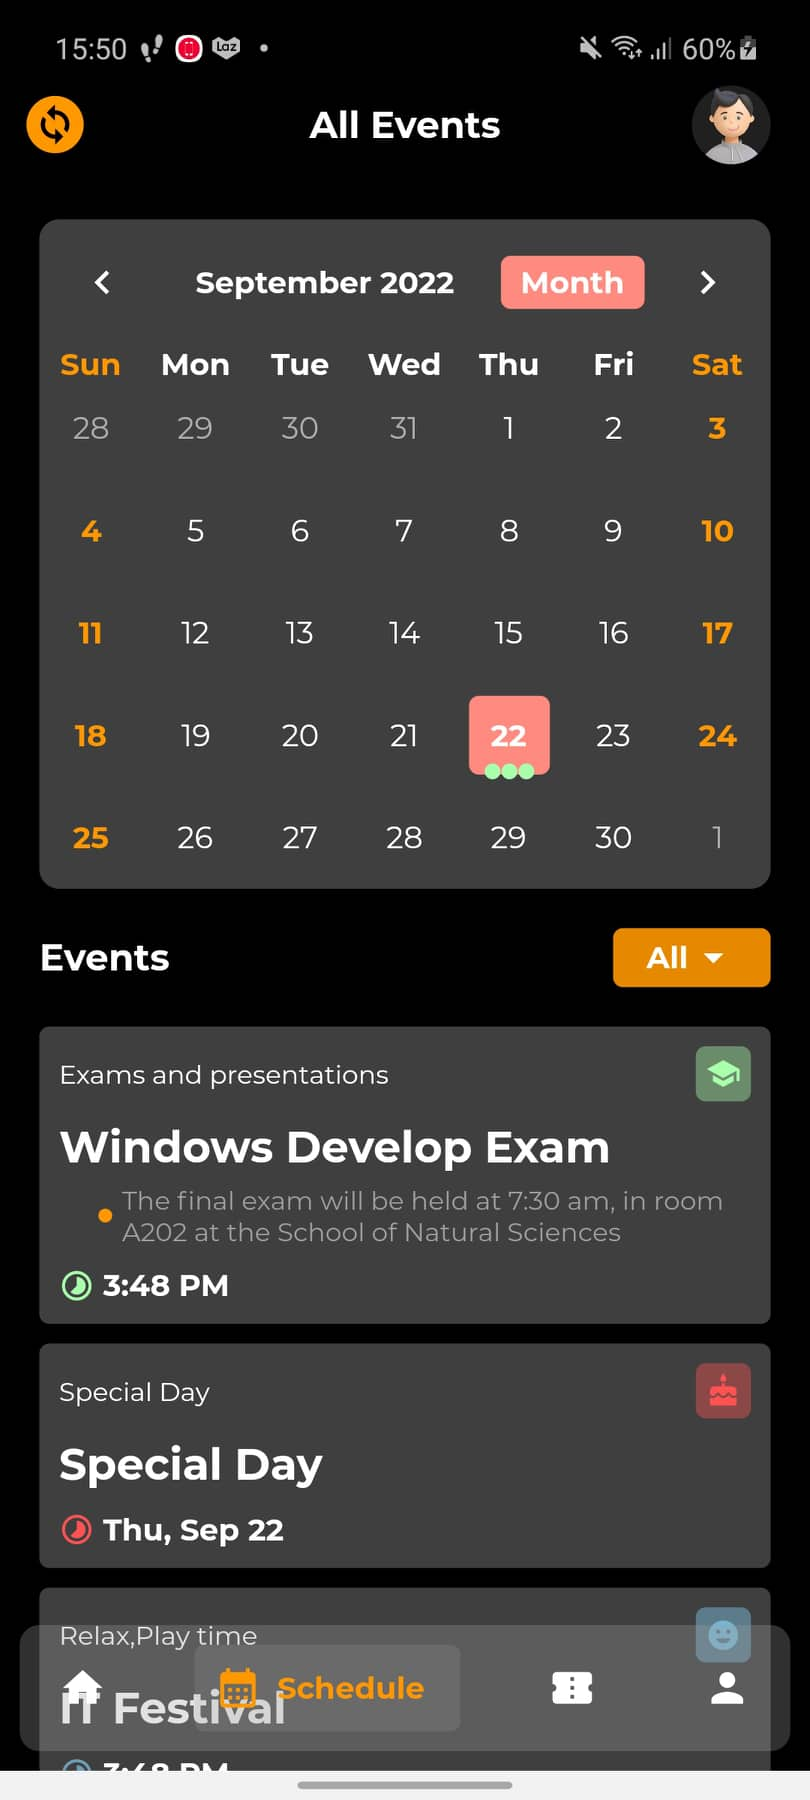 15:50
Laz
60%
All Events
September 2022
Month
Sun Mon Tue Wed Thu Fri Sat
28 29 30 31 1 2 3
4 5 6 7 8 9 10
11 12 13 14 15 16 17
18 19 20 21 22 23 24
25 26 27 28 29 30 1
Events
All
Exams and presentations
Windows Develop Exam
The final exam will be held at 7:30 am, in room
A202 at the School of Natural Sciences
3:48 PM
Special Day
Special Day
Thu, Sep 22
Relax,Play time
IT Festival
Schedule
3:48 PM